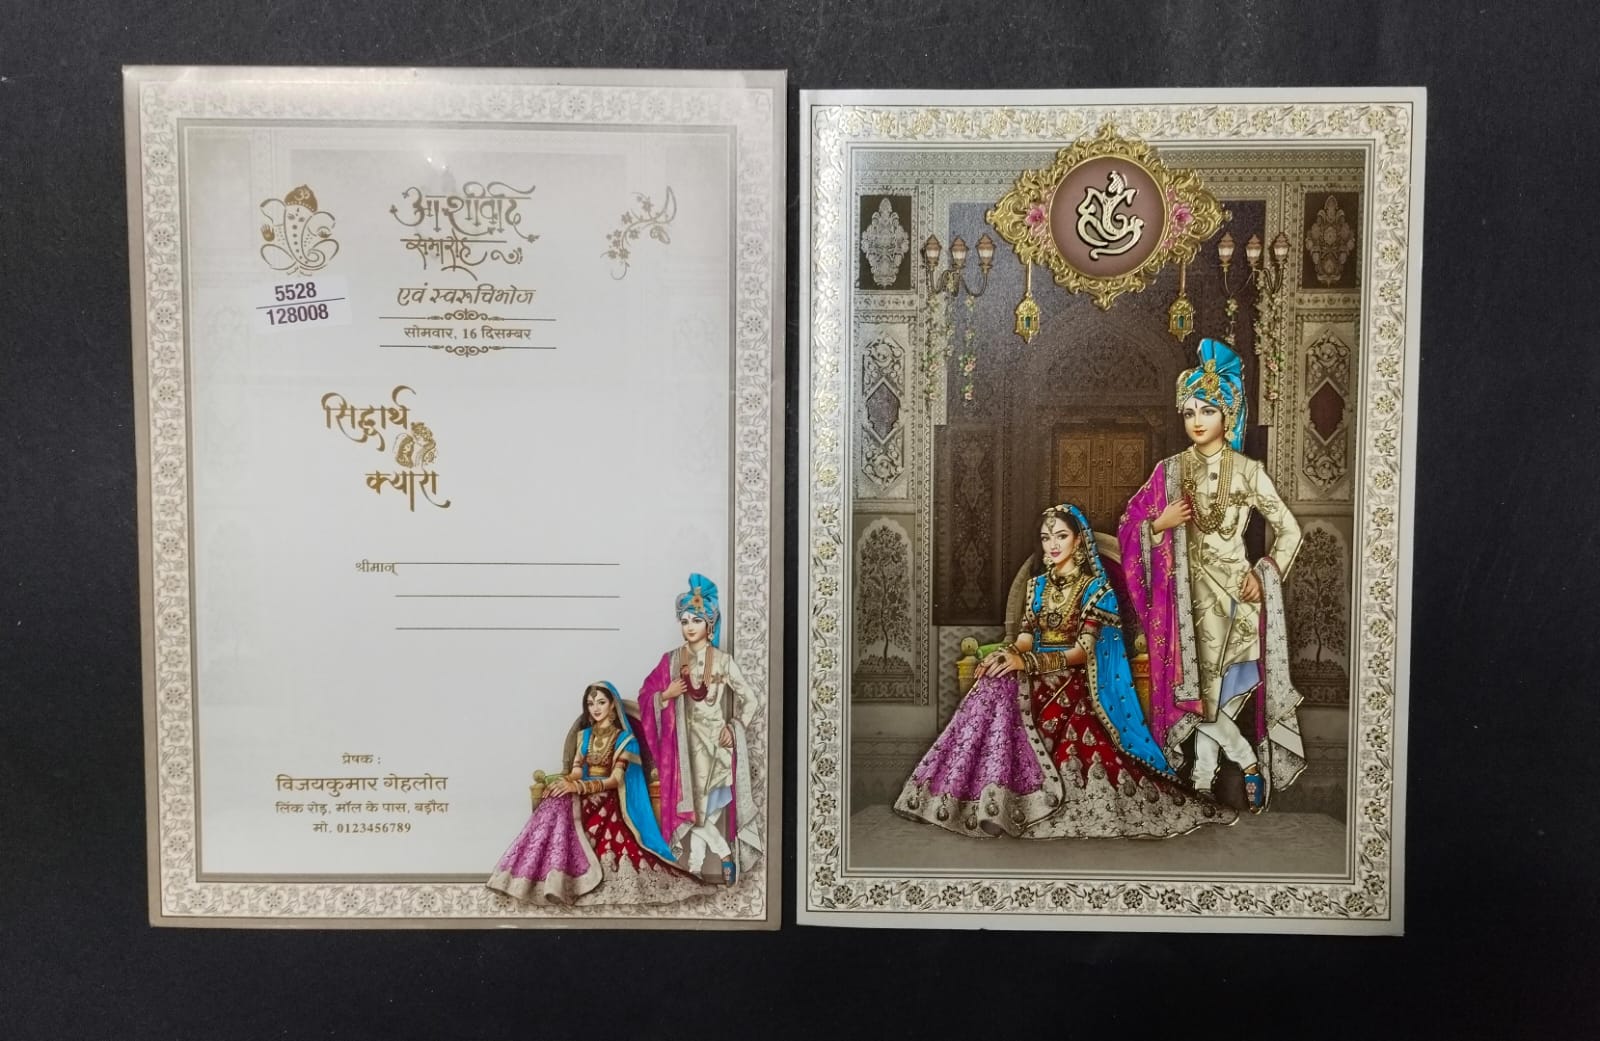 आशीर्वाद
समारोह
एवं स्वरूचिभोज
5528
128008
सोमवार, 16 दिसम्बर
सिद्धार्थ
क्यारा
श्रीमान्
प्रेषक :
विजयकुमार गेहलोत
लिंक रोड़, मॉल के पास, बड़ौदा
मो. 0123456789